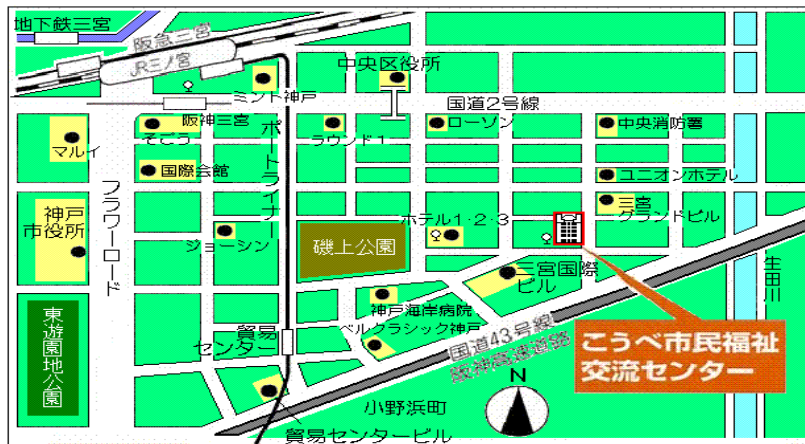 地下鉄三宮
阪急三宮
JR三ノ宮
中央区役所
ミント神戸
国道2号線
阪神三宮
そごう
ラウンド1
ローソン
中央消防署
マルイ
国際会館
ユニオンホテル
ポートライナー
フラワーロード
三宮
グランドビル
神戸
市役所
ジョーシン
ホテル1・2・3
磯上公園
三宮国際
ビル
生田川
神戸海岸病院
ベルクラシック神戸
貿易
センター
東遊園地公園
国道43号線
阪神高速道路
こうべ市民福祉
交流センター
N
小野浜町
貿易センタービル